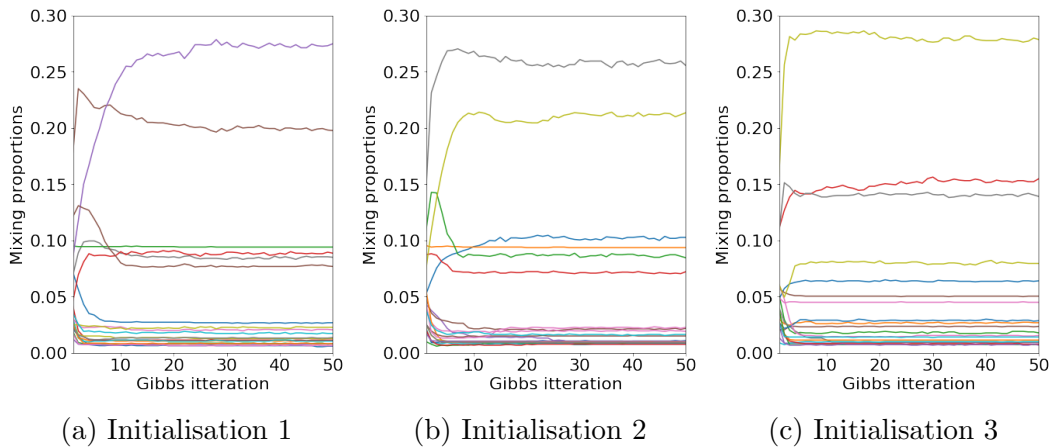 0.30 0.30 0.30
0.25 0.25 0.25
0.20 0.20 0.20
0.15 0.15 0.15
0.10 0.10 0.10
0.05 0.05 0.05
0.00 0.00 0.00
Mixing proportions Mixing proportions Mixing proportions
10 20 30 40 50 10 20 30 40 50 10 20 30 40 50
Gibbs itteration Gibbs itteration Gibbs itteration
(a) Initialisation 1 (b) Initialisation 2 (c) Initialisation 3